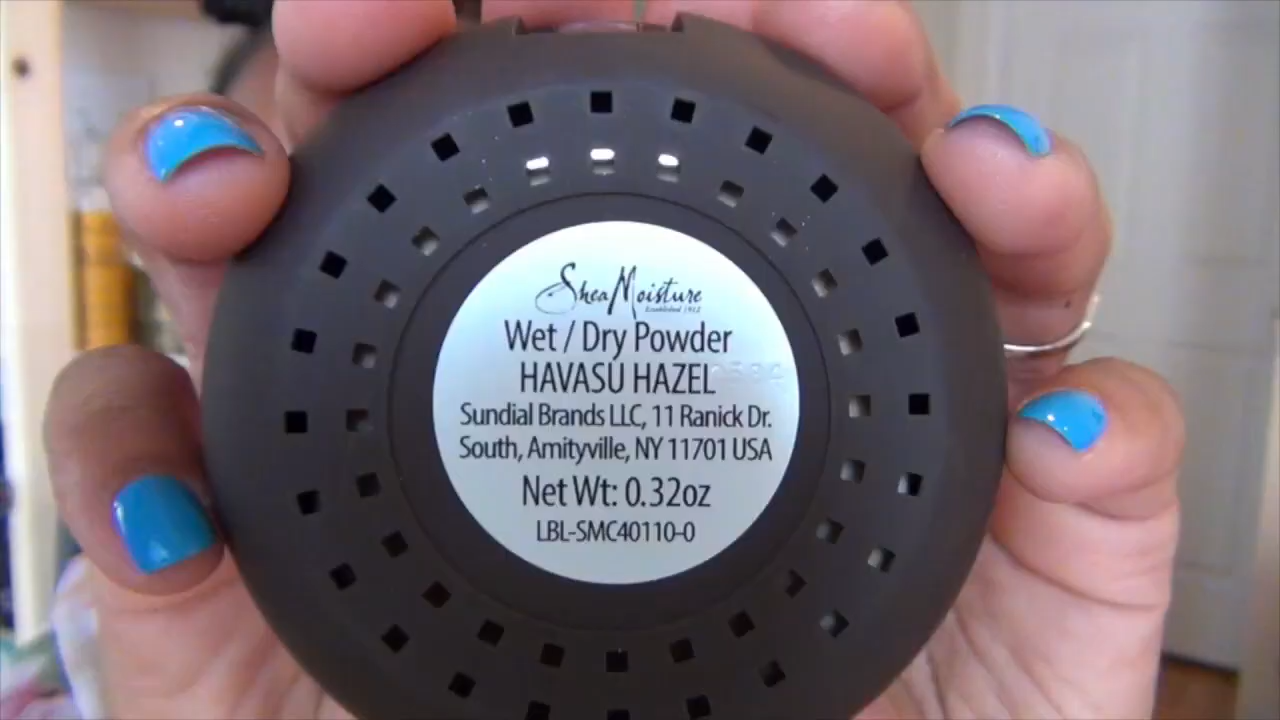 SheaMoisture
Established 1912
Wet / Dry Powder
HAVASU HAZEL
Sundial Brands LLC, 11 Ranick Dr.
South, Amityville, NY 11701 USA
Net Wt: 0.32oz
LBL-SMC40110-0